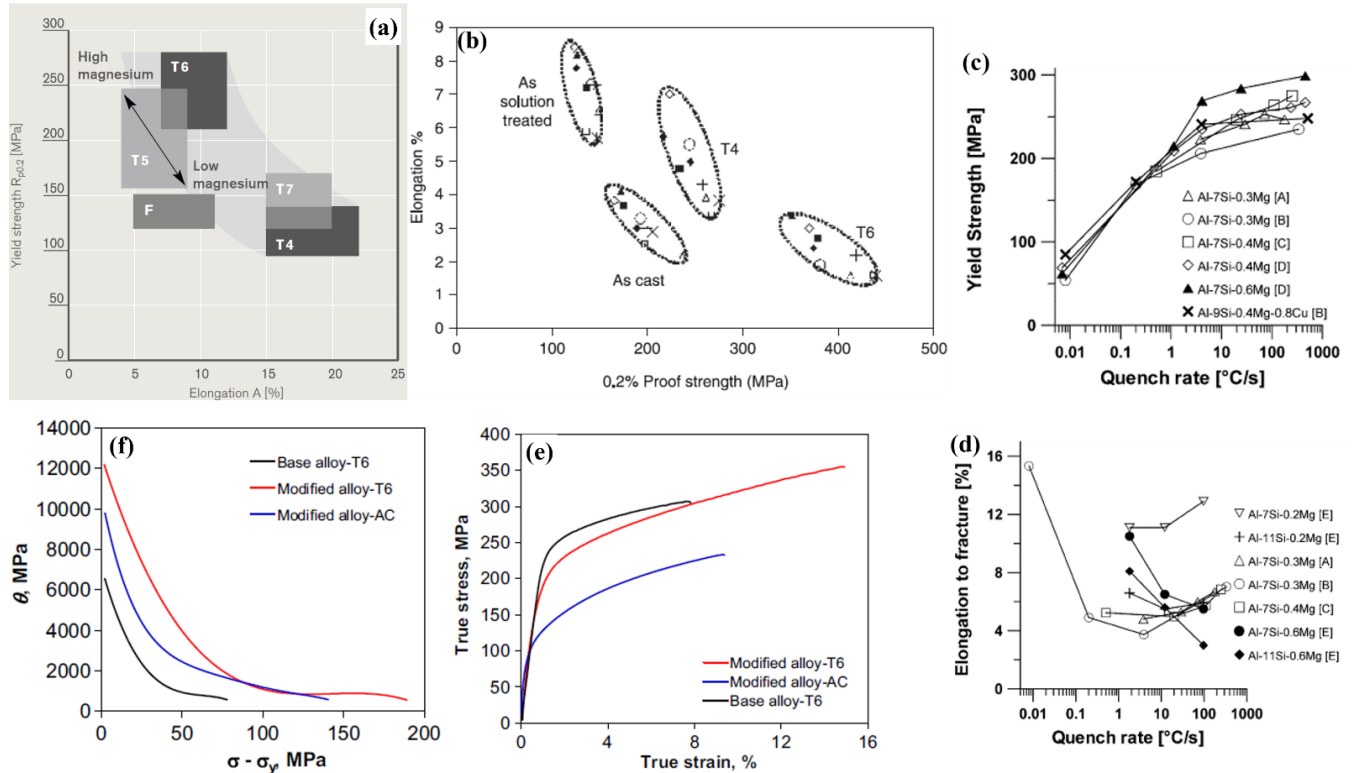 (a)
Yield strength Rp0.2 [MPa]
300
250
200
150
100
50
0
High
magnesium
T6
T5
Low
magnesium
T7
F
T4
0
5
10
15
20
25
Elongation A [%]
(b)
Elongation %
9
8
7
6
5
4
3
2
1
0
As
solution
treated
T4
T6
As cast
0
100
200
300
400
500
0.2% Proof strength (MPa)
(c)
Yield Strength [MPa]
300
200
100
0
Al-7Si-0.3Mg [A]
Al-7Si-0.3Mg [B]
Al-7Si-0.4Mg [C]
Al-7Si-0.4Mg [D]
Al-7Si-0.6Mg [D]
Al-9Si-0.4Mg-0.8Cu [B]
0.01
0.1
1
10
100
1000
Quench rate [°C/s]
(f)
θ, MPa
14000
12000
10000
8000
6000
4000
2000
0
Base alloy-T6
Modified alloy-T6
Modified alloy-AC
0
50
100
150
200
σ - σy, MPa
(e)
True stress, MPa
400
350
300
250
200
150
100
50
0
Modified alloy-T6
Modified alloy-AC
Base alloy-T6
0
4
8
12
16
True strain, %
(d)
Elongation to fracture [%]
16
12
8
4
0
Al-7Si-0.2Mg [E]
Al-11Si-0.2Mg [E]
Al-7Si-0.3Mg [A]
Al-7Si-0.3Mg [B]
Al-7Si-0.4Mg [C]
Al-7Si-0.6Mg [E]
Al-11Si-0.6Mg [E]
0.01
0.1
1
10
100
1000
Quench rate [°C/s]